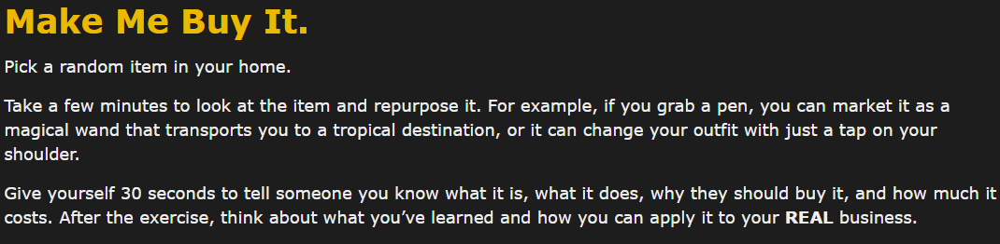 Make Me Buy It.
Pick a random item in your home.
Take a few minutes to look at the item and repurpose it. For example, if you grab a pen, you can market it as a
magical wand that transports you to a tropical destination, or it can change your outfit with just a tap on your
shoulder.
Give yourself 30 seconds to tell someone you know what it is, what it does, why they should buy it, and how much it
costs. After the exercise, think about what you’ve learned and how you can apply it to your REAL business.